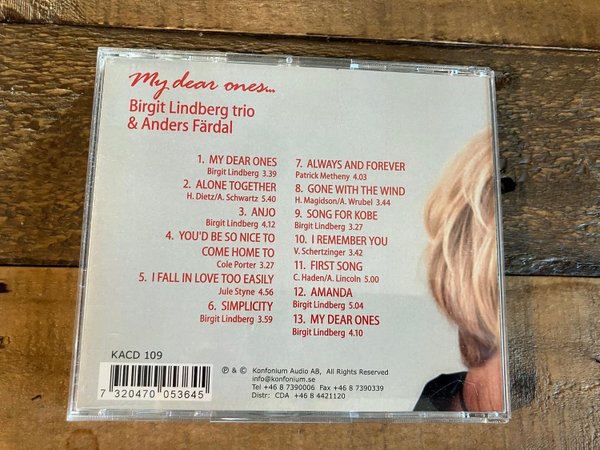 My dear ones...
Birgit Lindberg trio
& Anders Färdal
1. MY DEAR ONES
Birgit Lindberg 3.39
2. ALONE TOGETHER
H. Dietz/A. Schwartz 5.40
3. ANJO
Birgit Lindberg 4.12
4. YOU'D BE SO NICE TO
COME HOME TO
Cole Porter 3.27
5. I FALL IN LOVE TOO EASILY
Jule Styne 4.56
6. SIMPLICITY
Birgit Lindberg 3.59
7. ALWAYS AND FOREVER
Patrick Metheny 4.03
8. GONE WITH THE WIND
H. Magidson/A. Wrubel 3.44
9. SONG FOR KOBE
Birgit Lindberg 3.27
10. I REMEMBER YOU
V. Schertzinger 3.42
11. FIRST SONG
C. Haden/A. Lincoln 5.00
12. AMANDA
Birgit Lindberg 5.04
13. MY DEAR ONES
Birgit Lindberg 4.10
KACD 109
7 320470 053645
℗ & © Konfonium Audio AB, All Rights Reserved
info@konfonium.se
Tel +46 8 7390006 Fax +46 8 7390339
Distr: CDA +46 8 4421120